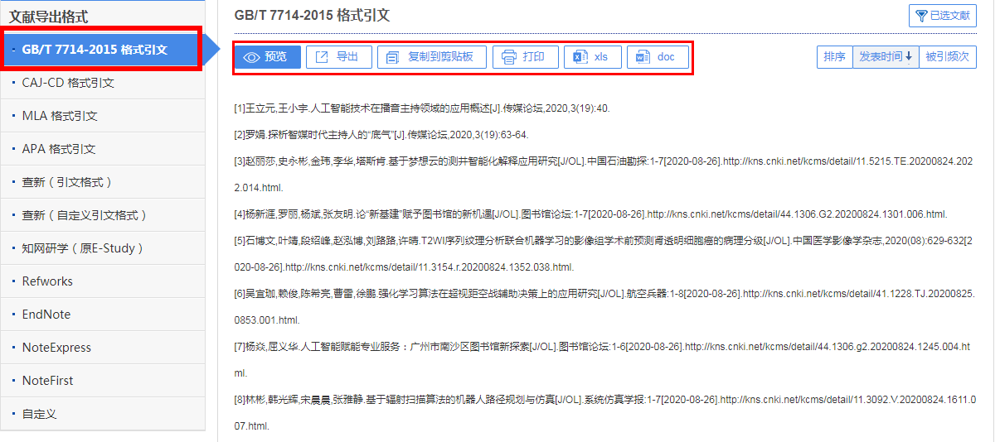 文献导出格式
GB/T 7714-2015 格式引文
CAJ-CD 格式引文
MLA 格式引文
APA 格式引文
查新（引文格式）
查新（自定义引文格式）
知网研学（原E-Study）
Refworks
EndNote
NoteExpress
NoteFirst
自定义
GB/T 7714-2015 格式引文
已选文献
预览 导出 复制到剪贴板 打印 xls doc
排序 发表时间↓ 被引频次
[1]王立元,王小宇.人工智能技术在播音主持领域的应用概述[J].传媒论坛,2020,3(19):40.
[2]罗娟.探析智媒时代主持人的“底气”[J].传媒论坛,2020,3(19):63-64.
[3]赵丽莎,史永彬,金玮,李华,塔斯肯.基于梦想云的测井智能化解释应用研究[J/OL].中国石油勘探:1-7[2020-08-26].http://kns.cnki.net/kcms/detail/11.5215.TE.20200824.202
2.014.html.
[4]杨新涯,罗丽,杨斌,张友明.论“新基建”赋予图书馆的新机遇[J/OL].图书馆论坛:1-7[2020-08-26].http://kns.cnki.net/kcms/detail/44.1306.G2.20200824.1301.006.html.
[5]石博文,叶靖,段绍峰,赵泓博,刘路路,许晴.T2WI序列纹理分析联合机器学习的影像组学术前预测肾透明细胞癌的病理分级[J/OL].中国医学影像学杂志,2020(08):629-632[2
020-08-26].http://kns.cnki.net/kcms/detail/11.3154.r.20200824.1352.038.html.
[6]吴宜珈,赖俊,陈希亮,曹雷,徐鹏.强化学习算法在超视距空战辅助决策上的应用研究[J/OL].航空兵器:1-8[2020-08-26].http://kns.cnki.net/kcms/detail/41.1228.TJ.20200825.
0853.001.html.
[7]杨焱,屈义华.人工智能赋能专业服务：广州市南沙区图书馆新探索[J/OL].图书馆论坛:1-6[2020-08-26].http://kns.cnki.net/kcms/detail/44.1306.g2.20200824.1245.004.ht
ml.
[8]林彬,韩光辉,宋晨晨,张雅静.基于辐射扫描算法的机器人路径规划与仿真[J/OL].系统仿真学报:1-7[2020-08-26].http://kns.cnki.net/kcms/detail/11.3092.V.20200824.1611.0
07.html.